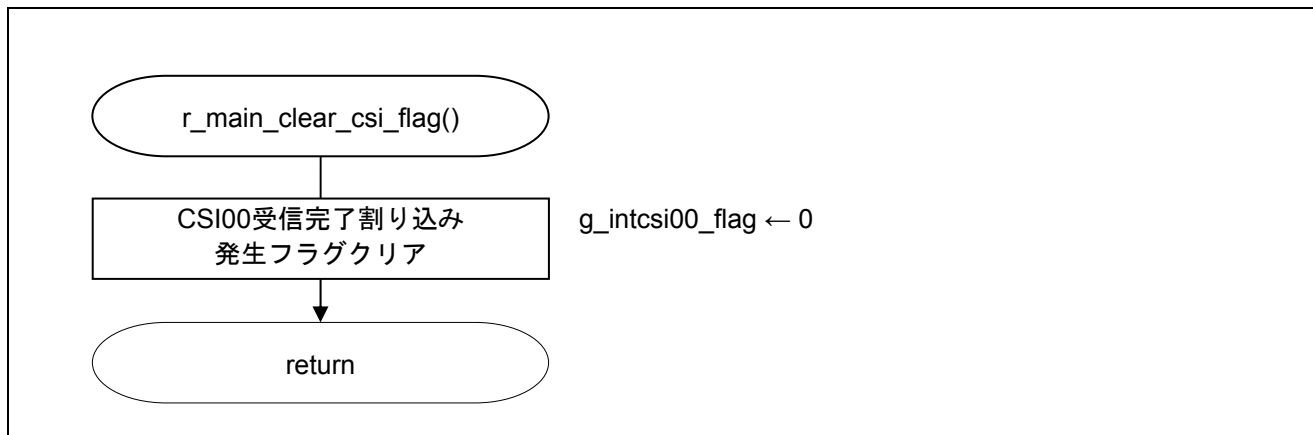 r_main_clear_csi_flag()
CSI00受信完了割り込み
発生フラグクリア
g_intcsi00_flag ← 0
return